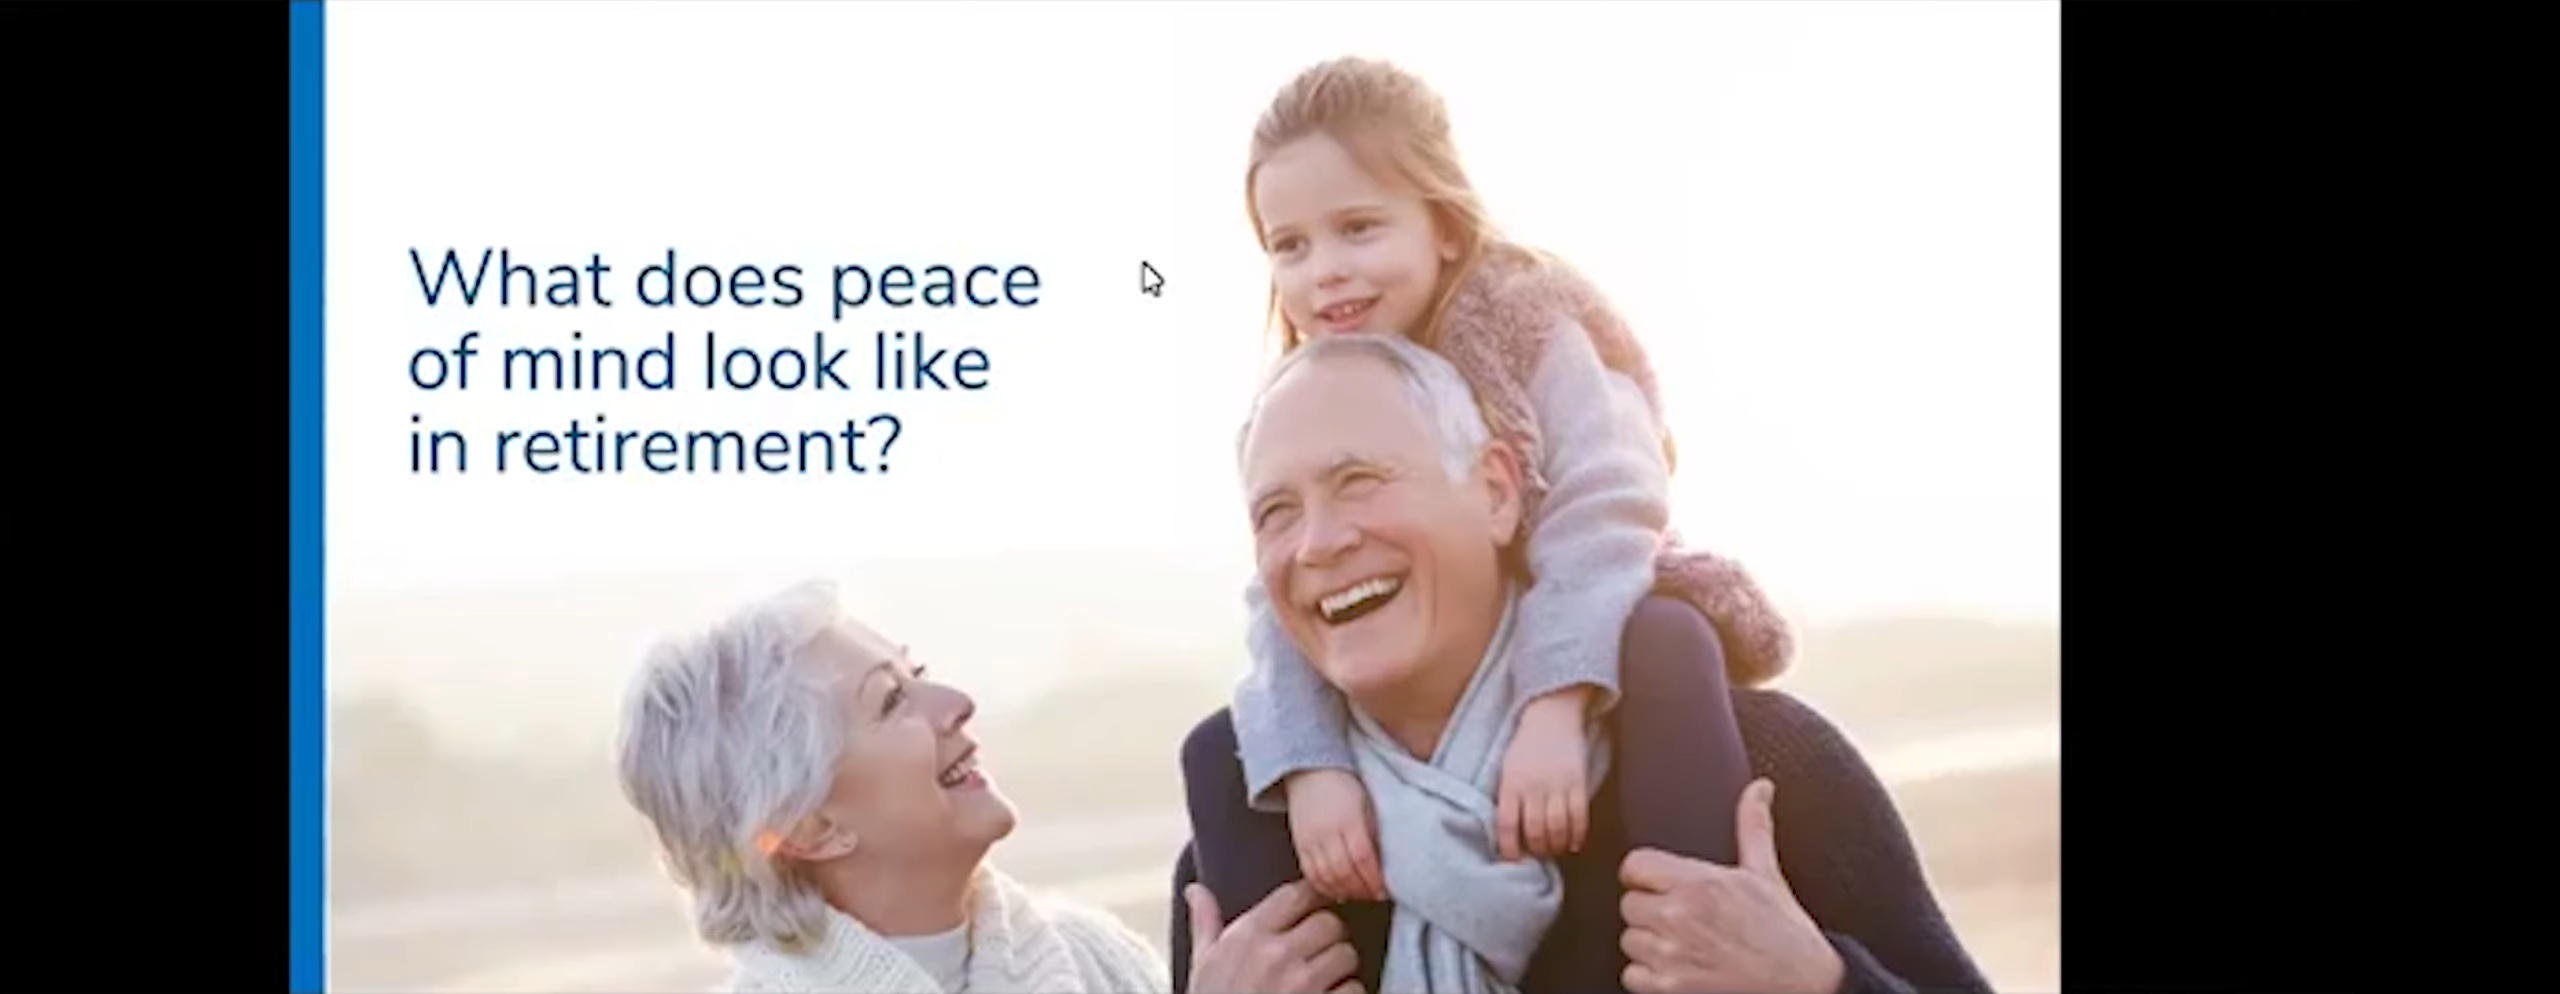 What does peace
of mind look like
in retirement?